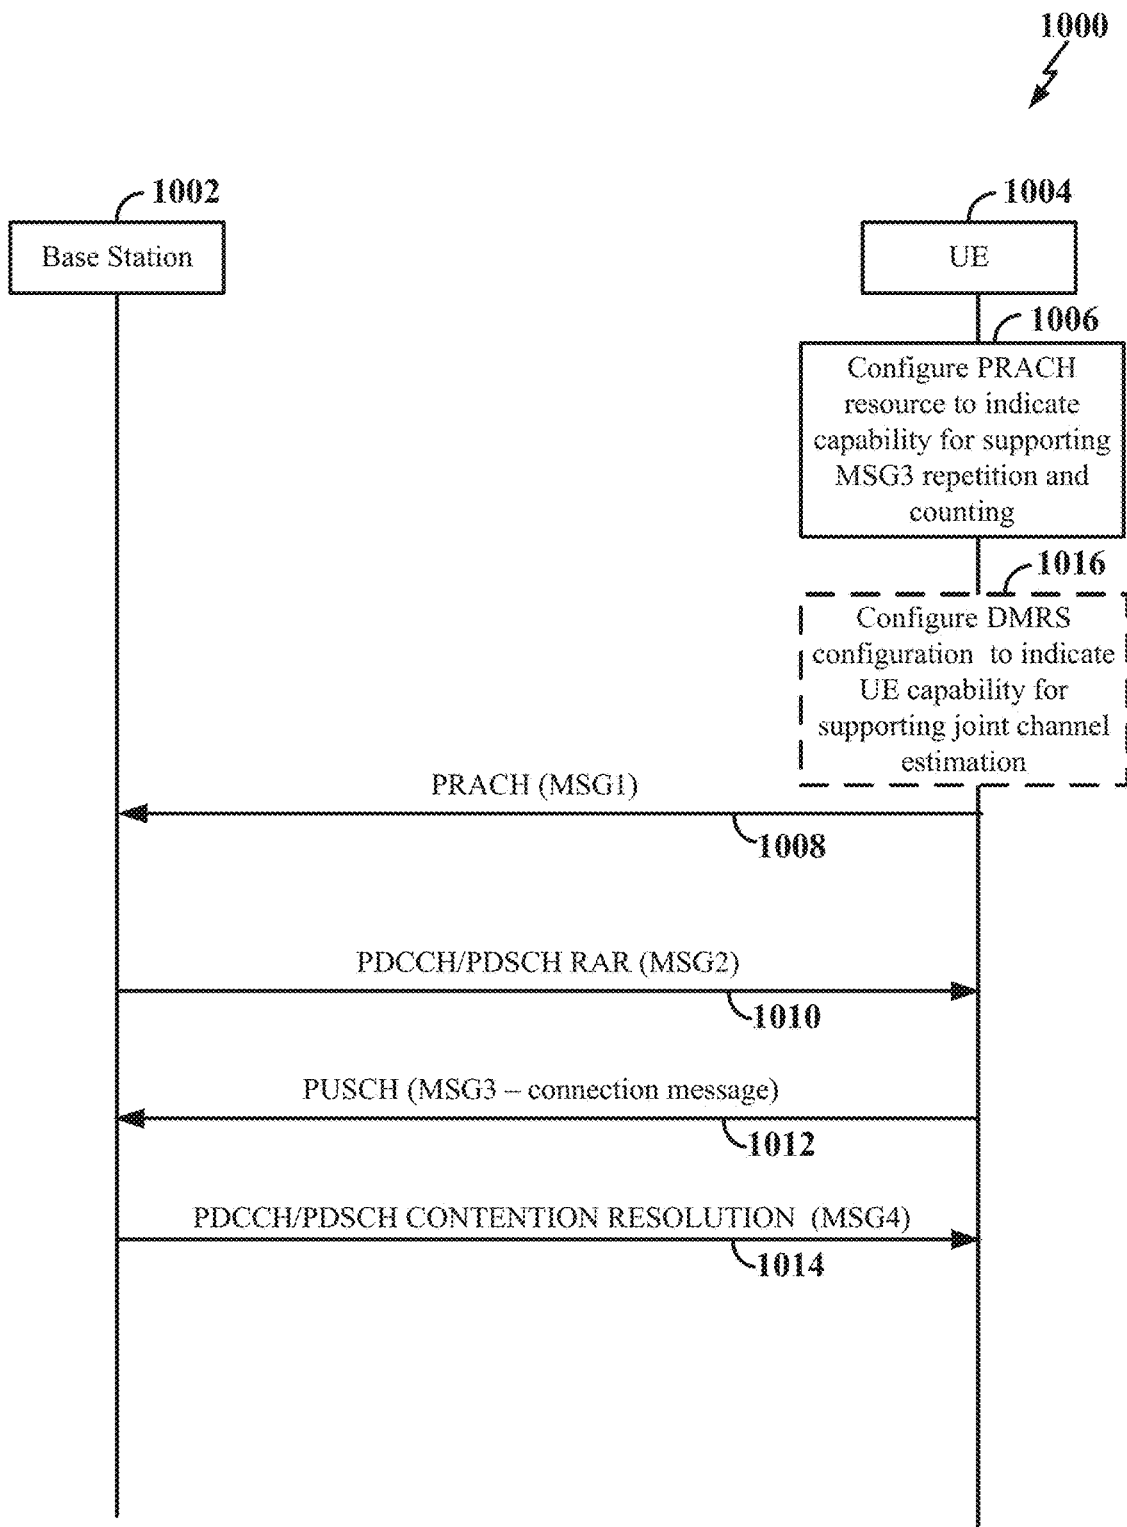 1000
1002
1004
Base Station
UE
1006
Configure PRACH
resource to indicate
capability for supporting
MSG3 repetition and
counting
1016
Configure DMRS
configuration to indicate
UE capability for
supporting joint channel
estimation
PRACH (MSG1)
1008
PDCCH/PDSCH RAR (MSG2)
1010
PUSCH (MSG3 – connection message)
1012
PDCCH/PDSCH CONTENTION RESOLUTION (MSG4)
1014